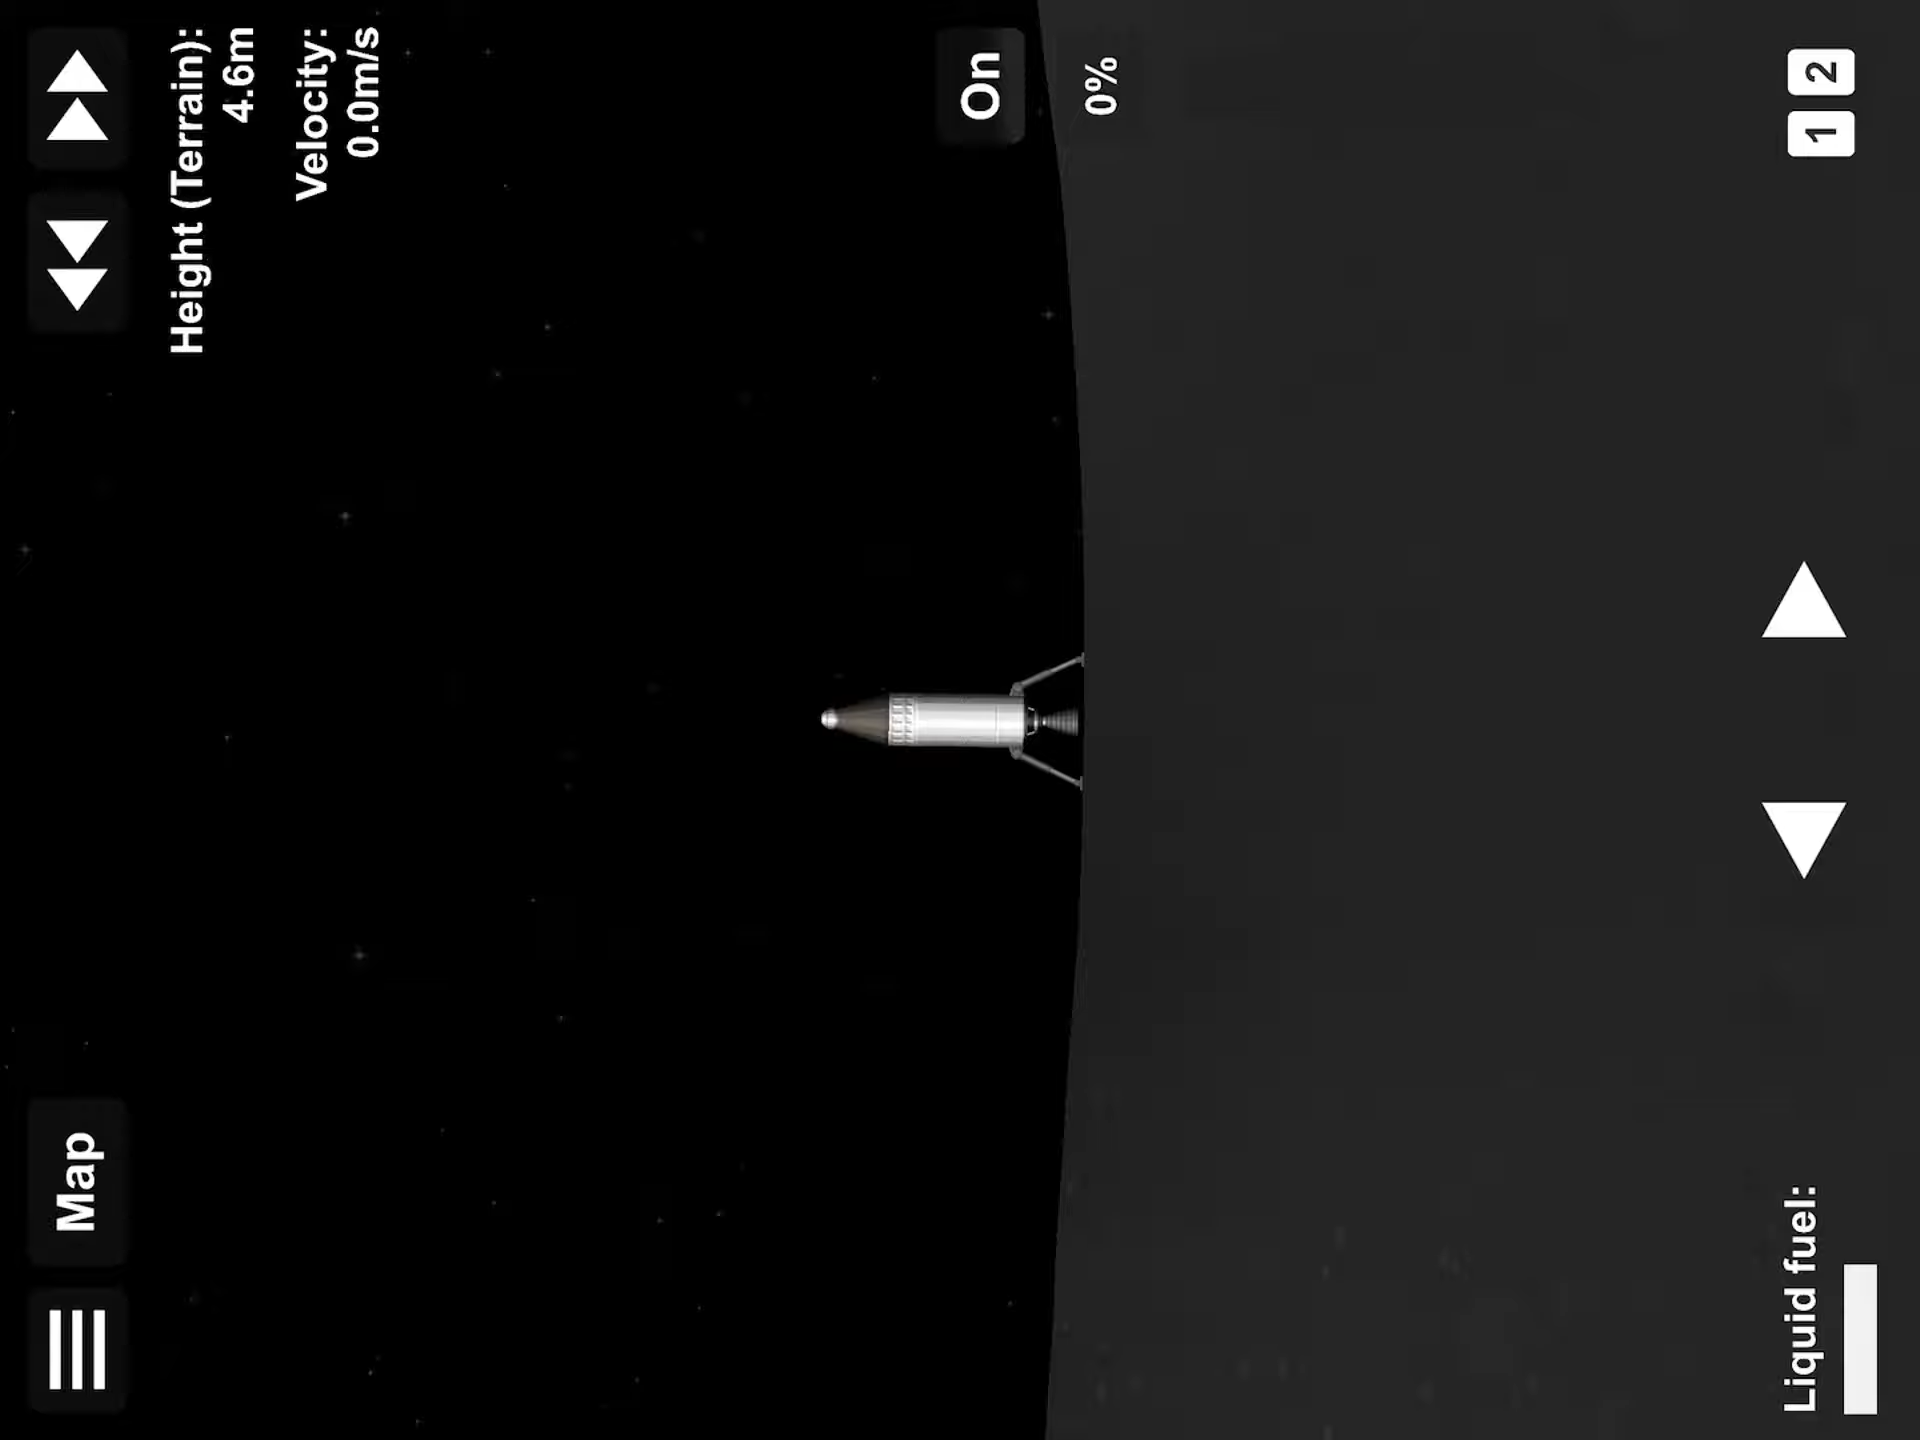 Map
Height (Terrain):
4.6m
Velocity:
0.0m/s
On
0%
Liquid fuel:
1 2